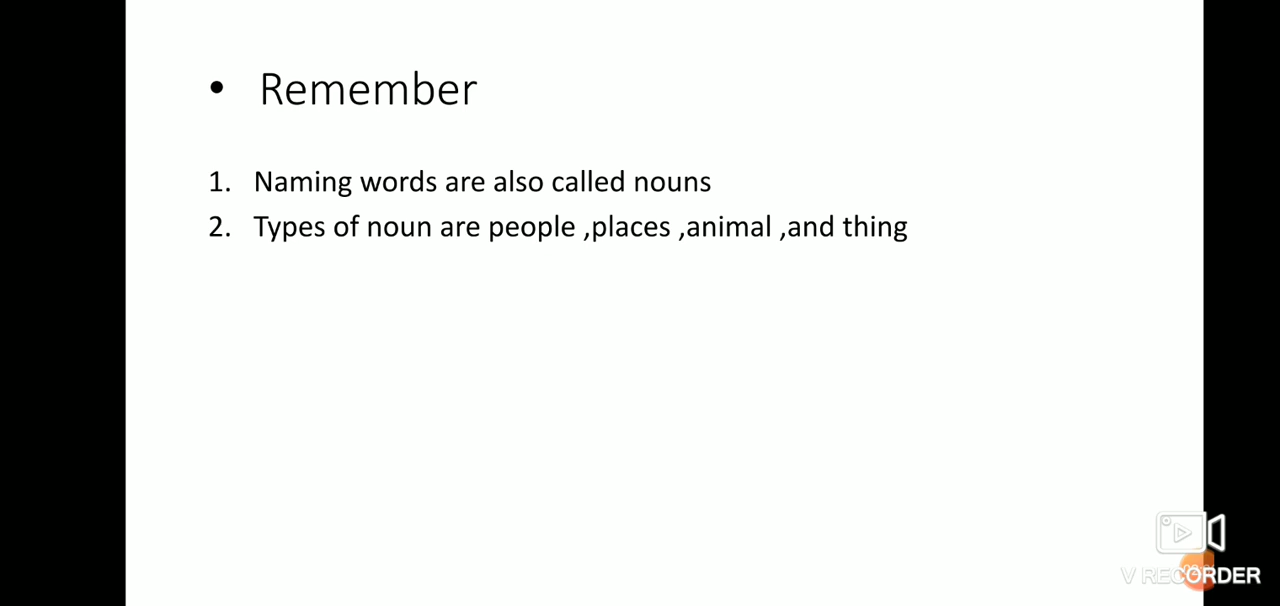 • Remember
1. Naming words are also called nouns
2. Types of noun are people ,places ,animal ,and thing
V RECORDER